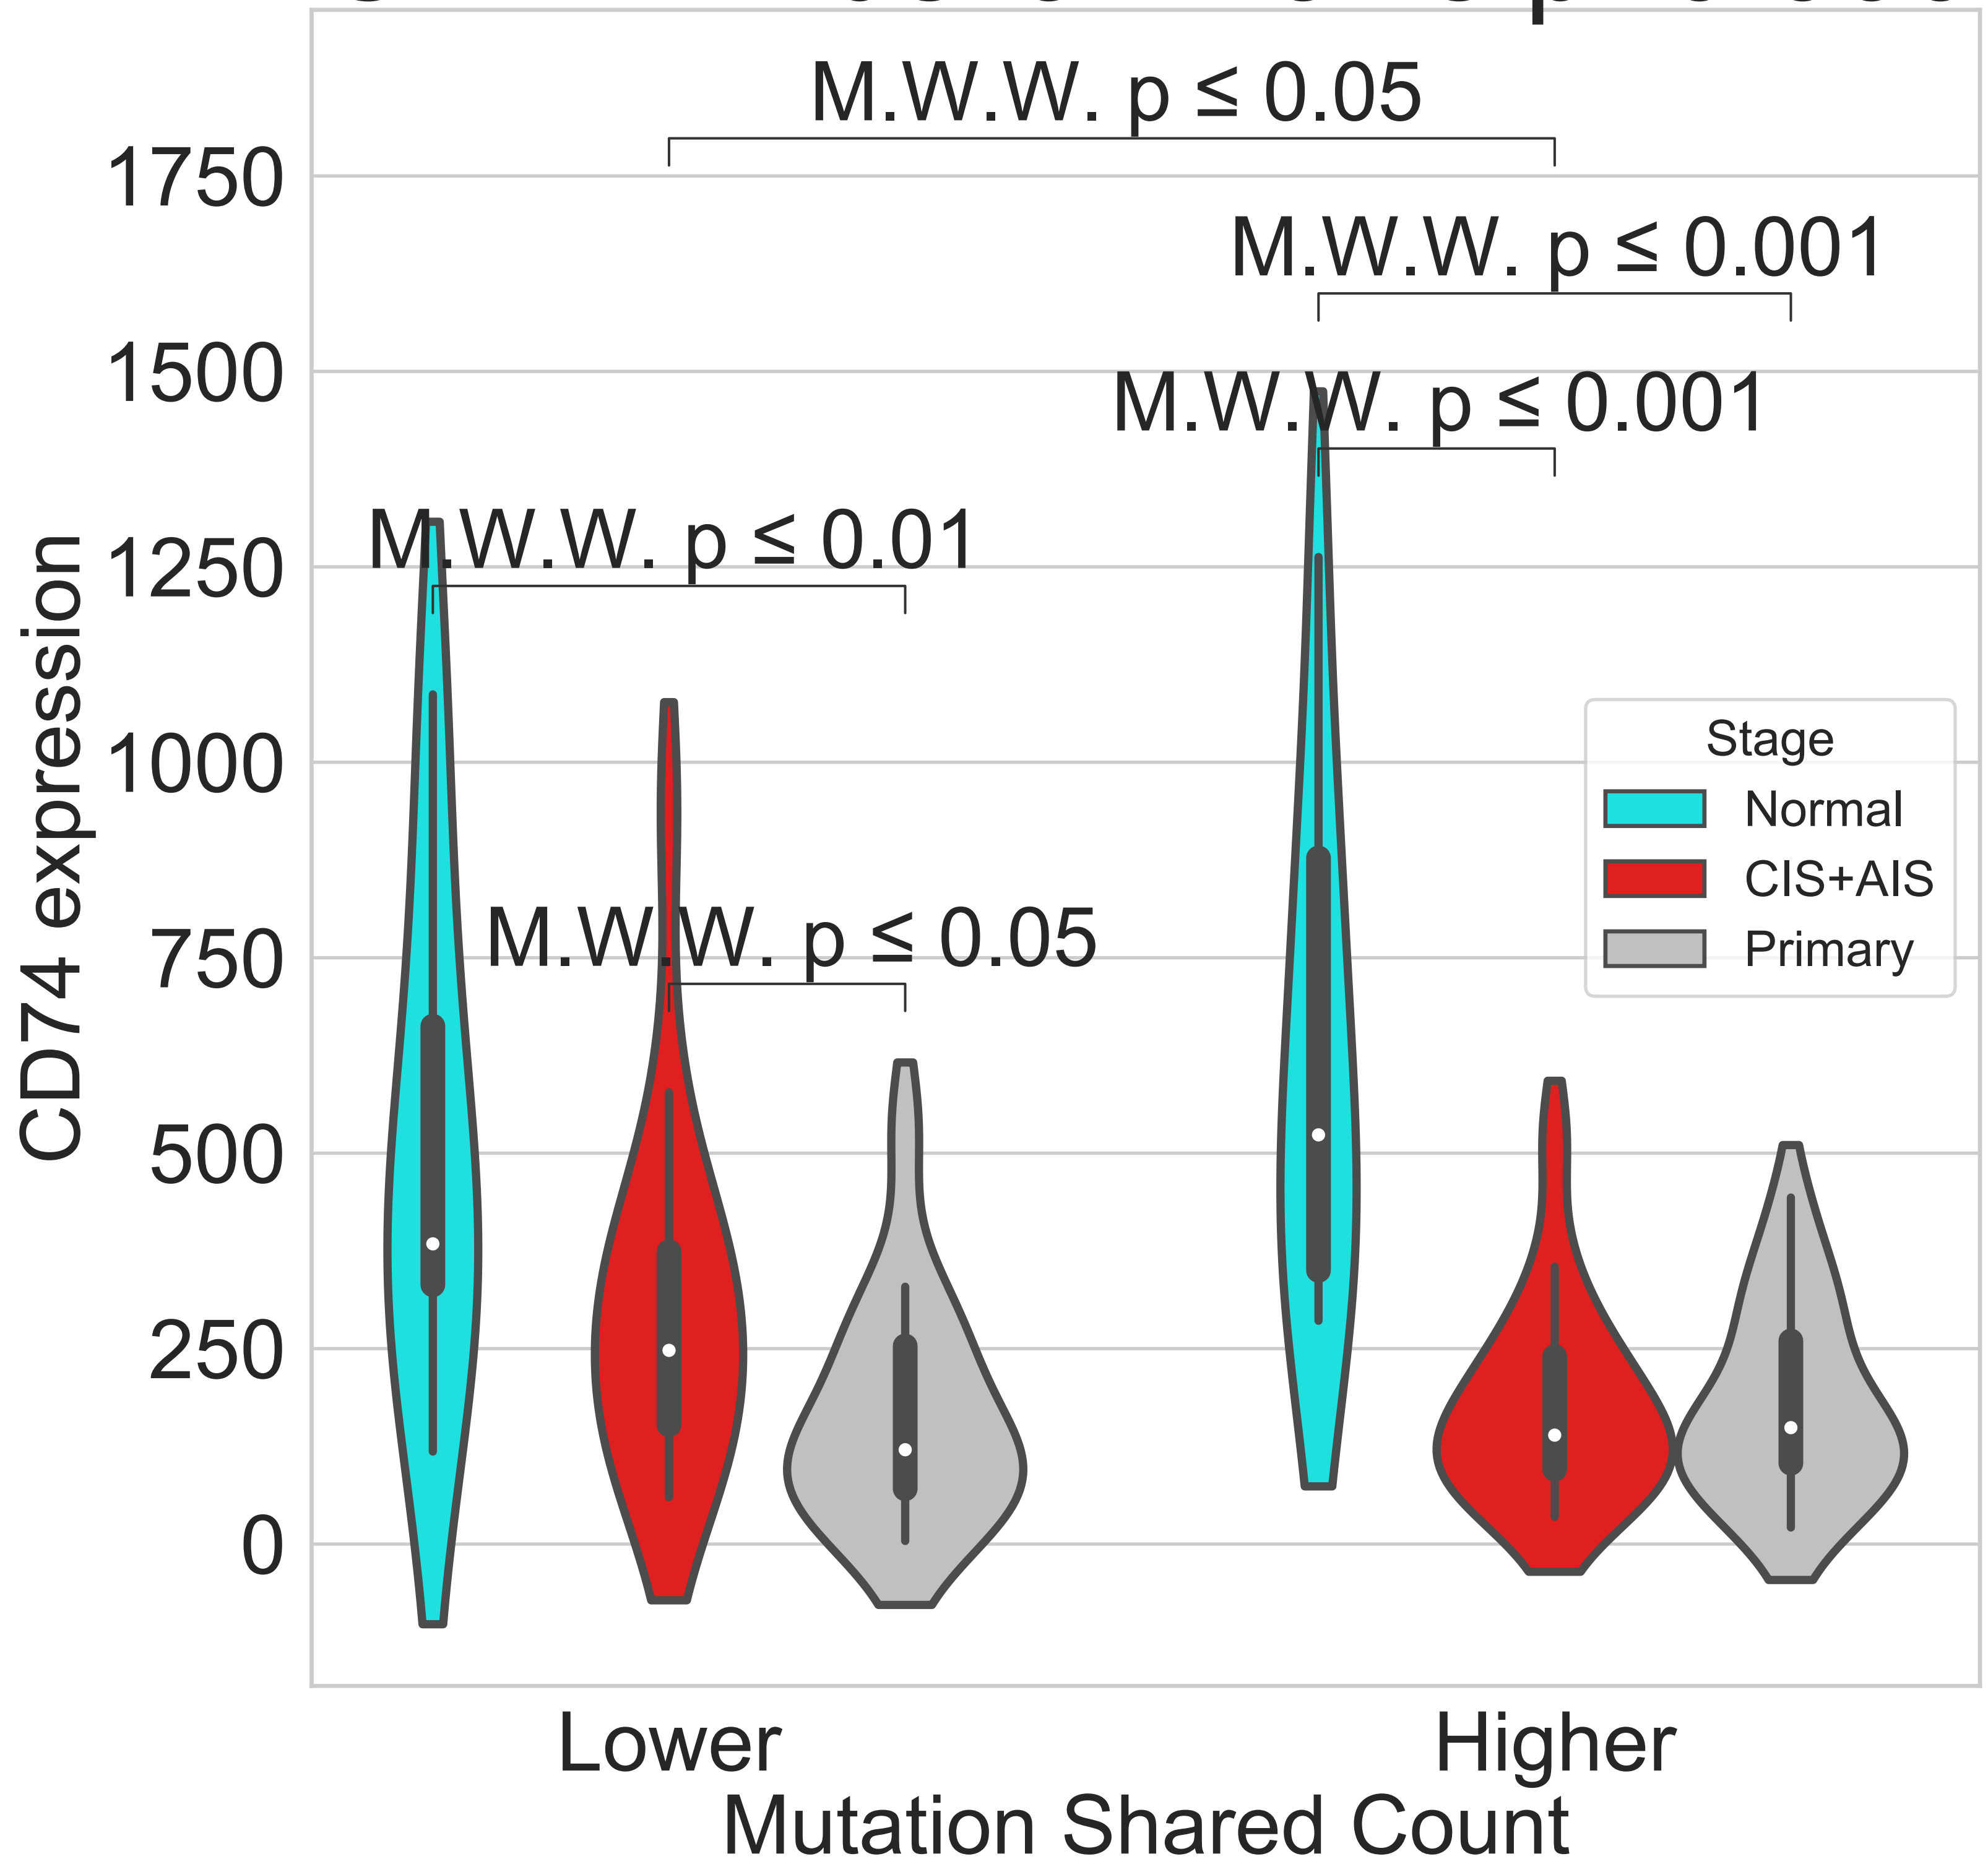 M.W.W. p ≤ 0.05
M.W.W. p ≤ 0.001
M.W.W. p ≤ 0.001
M.W.W. p ≤ 0.01
M.W.W. p ≤ 0.05
1750
1500
1250
1000
750
500
250
0
CD74 expression
Stage
Normal
CIS+AIS
Primary
Lower
Higher
Mutation Shared Count